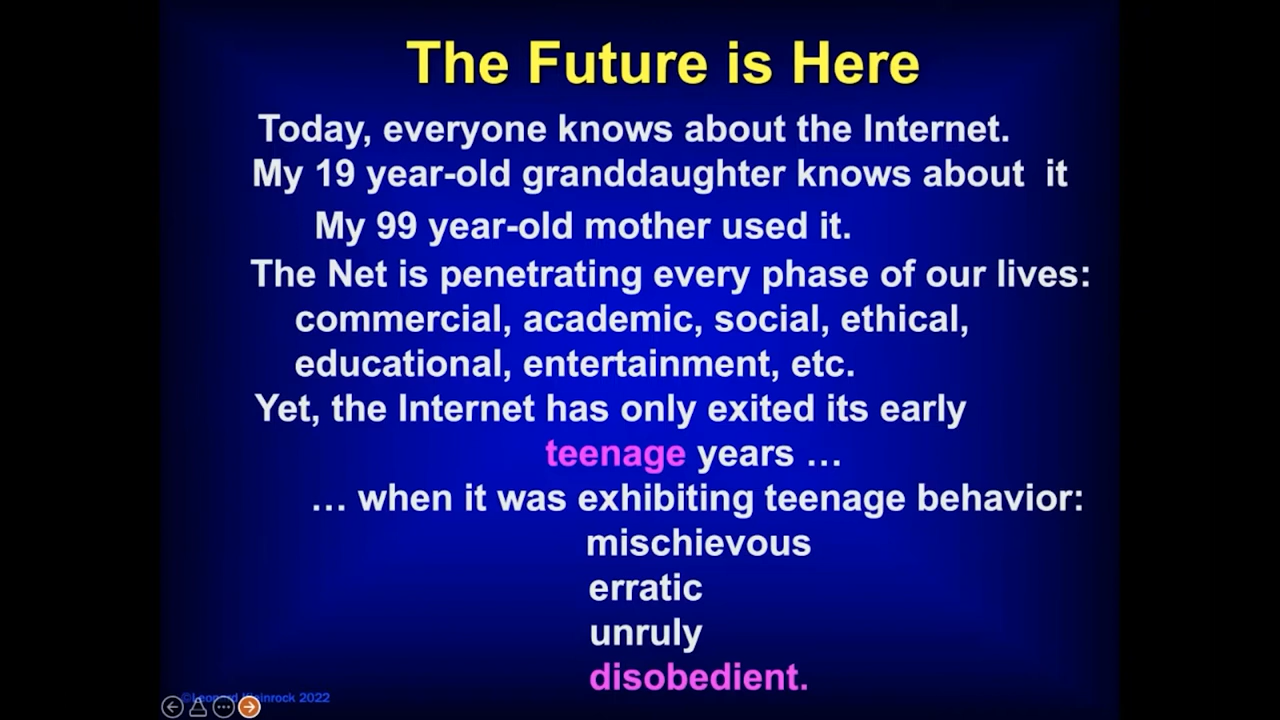 The Future is Here
Today, everyone knows about the Internet.
My 19 year-old granddaughter knows about it
My 99 year-old mother used it.
The Net is penetrating every phase of our lives:
commercial, academic, social, ethical,
educational, entertainment, etc.
Yet, the Internet has only exited its early
teenage years …
… when it was exhibiting teenage behavior:
mischievous
erratic
unruly
disobedient.
©Leonard Kleinrock 2022